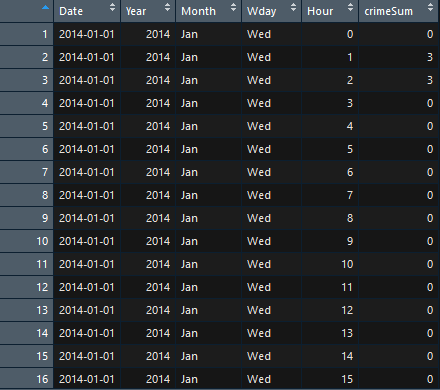 Date Year Month Wday Hour crimeSum
1 2014-01-01 2014 Jan Wed 0 0
2 2014-01-01 2014 Jan Wed 1 3
3 2014-01-01 2014 Jan Wed 2 3
4 2014-01-01 2014 Jan Wed 3 0
5 2014-01-01 2014 Jan Wed 4 0
6 2014-01-01 2014 Jan Wed 5 0
7 2014-01-01 2014 Jan Wed 6 0
8 2014-01-01 2014 Jan Wed 7 0
9 2014-01-01 2014 Jan Wed 8 0
10 2014-01-01 2014 Jan Wed 9 0
11 2014-01-01 2014 Jan Wed 10 0
12 2014-01-01 2014 Jan Wed 11 0
13 2014-01-01 2014 Jan Wed 12 0
14 2014-01-01 2014 Jan Wed 13 0
15 2014-01-01 2014 Jan Wed 14 0
16 2014-01-01 2014 Jan Wed 15 0